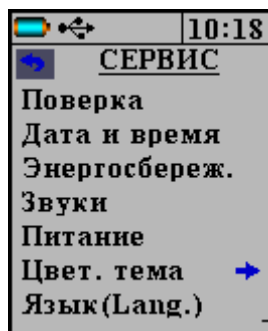 10:18
СЕРВИС
Поверка
Дата и время
Энергосбереж.
Звуки
Питание
Цвет. тема
Язык(Lang.)